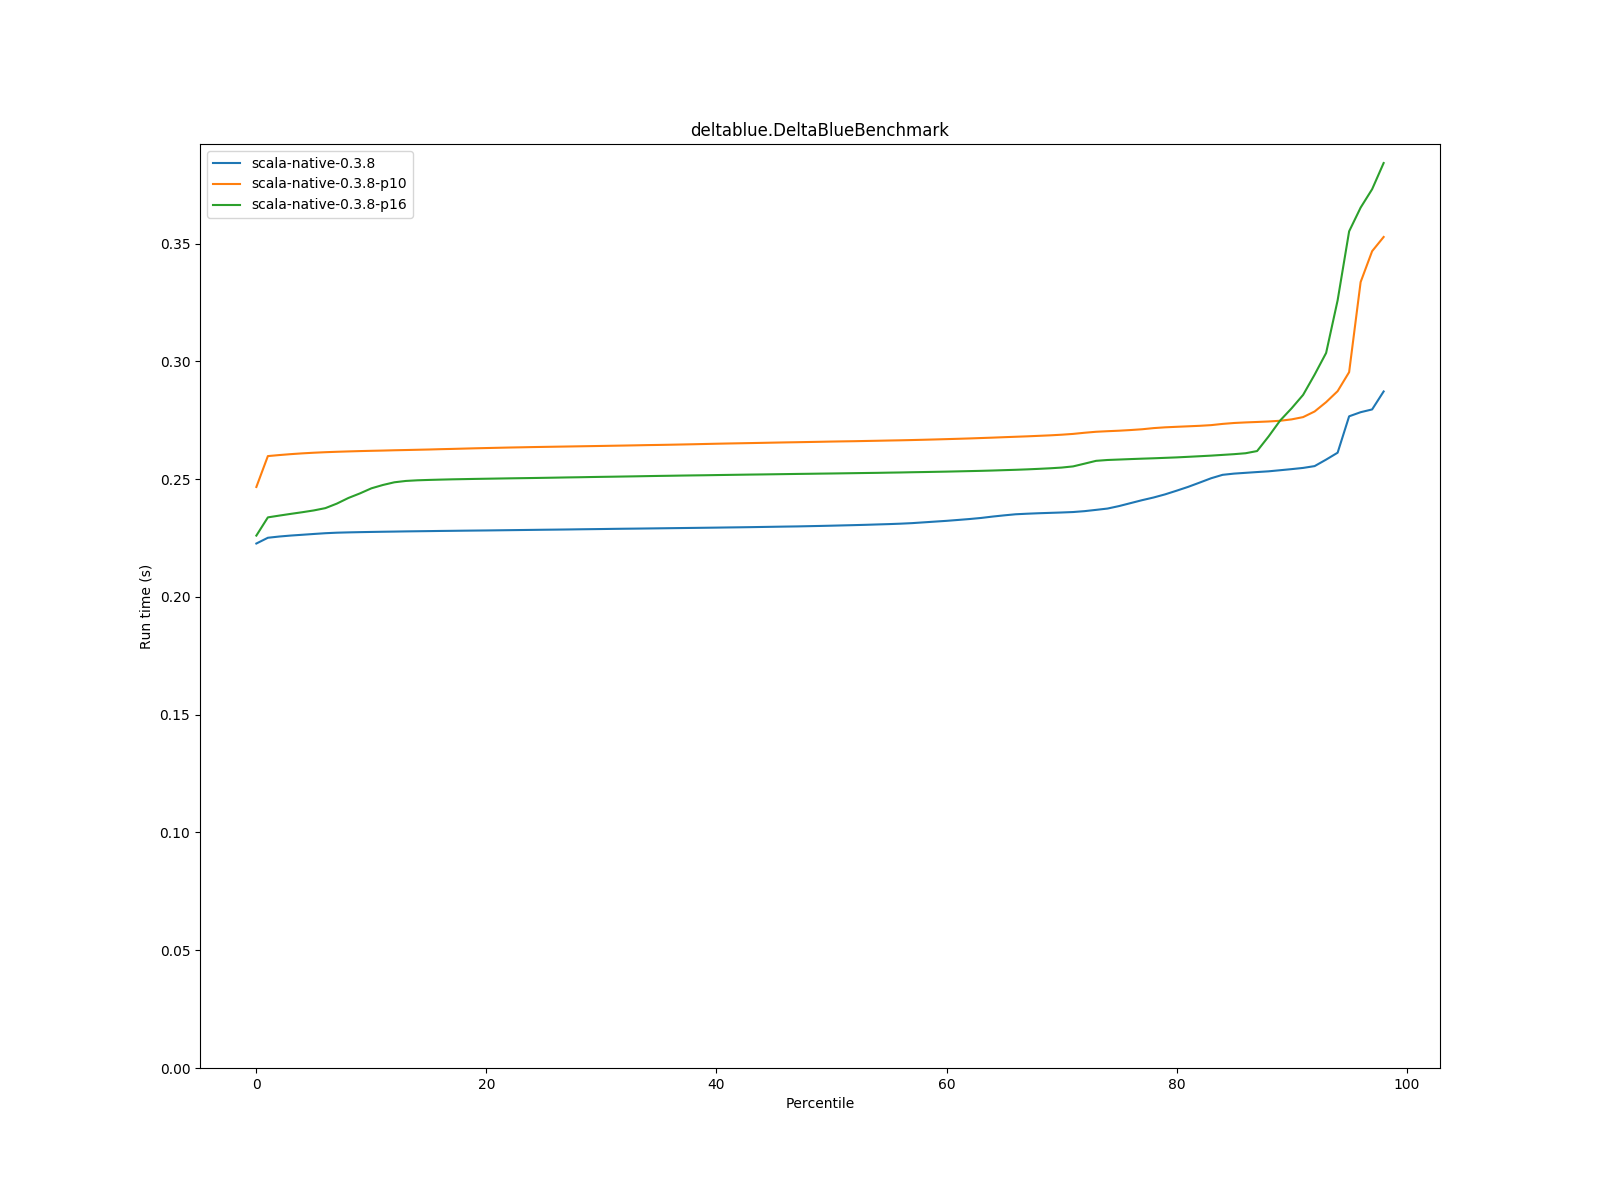 deltablue.DeltaBlueBenchmark
scala-native-0.3.8
scala-native-0.3.8-p10
scala-native-0.3.8-p16
0.35
0.30
0.25
0.20
0.15
0.10
0.05
0.00
Run time (s)
0 20 40 60 80 100
Percentile